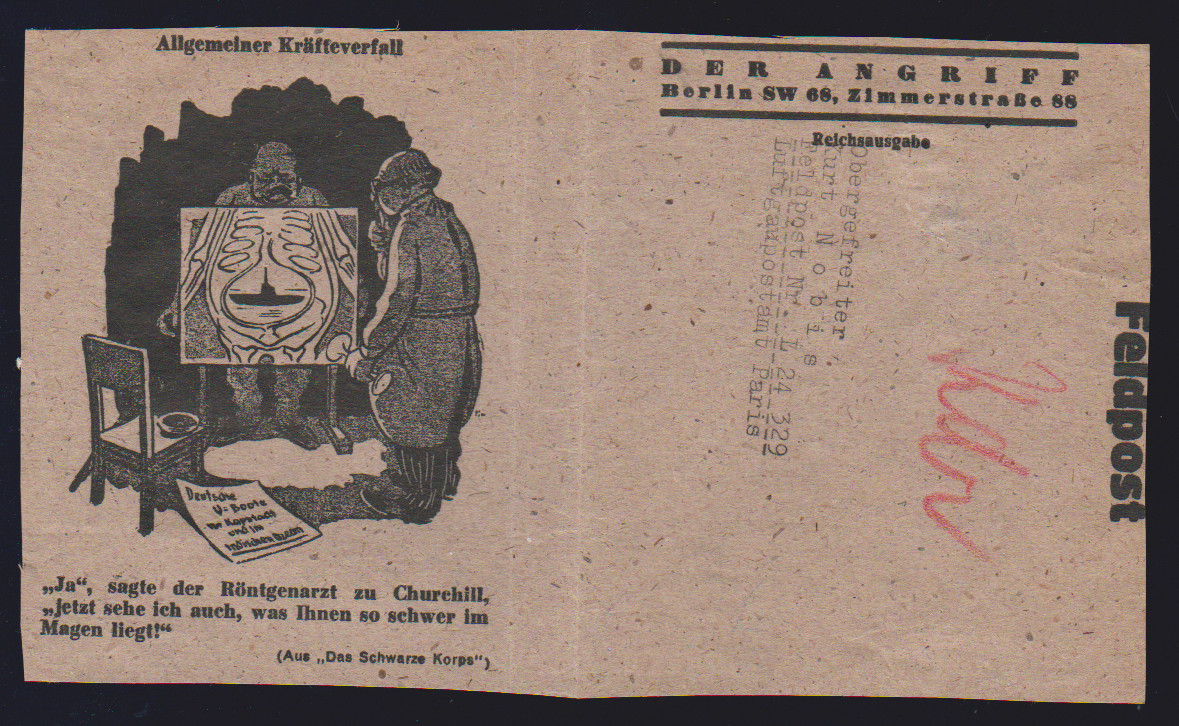 Allgemeiner Kräfteverfall
Deutsche
U-Boote
vor Kapstadt
und im
Indischen Ozean
„Ja“, sagte der Röntgenarzt zu Churchill,
„jetzt sehe ich auch, was Ihnen so schwer im
Magen liegt!“
(Aus „Das Schwarze Korps“)
DER ANGRIFF
Berlin SW 68, Zimmerstraße 88
Reichsausgabe
Obergefreiter
Kurt Nobis
Feldpost Nr. L 24 329
Luftgaupostamt Paris
Feldpost